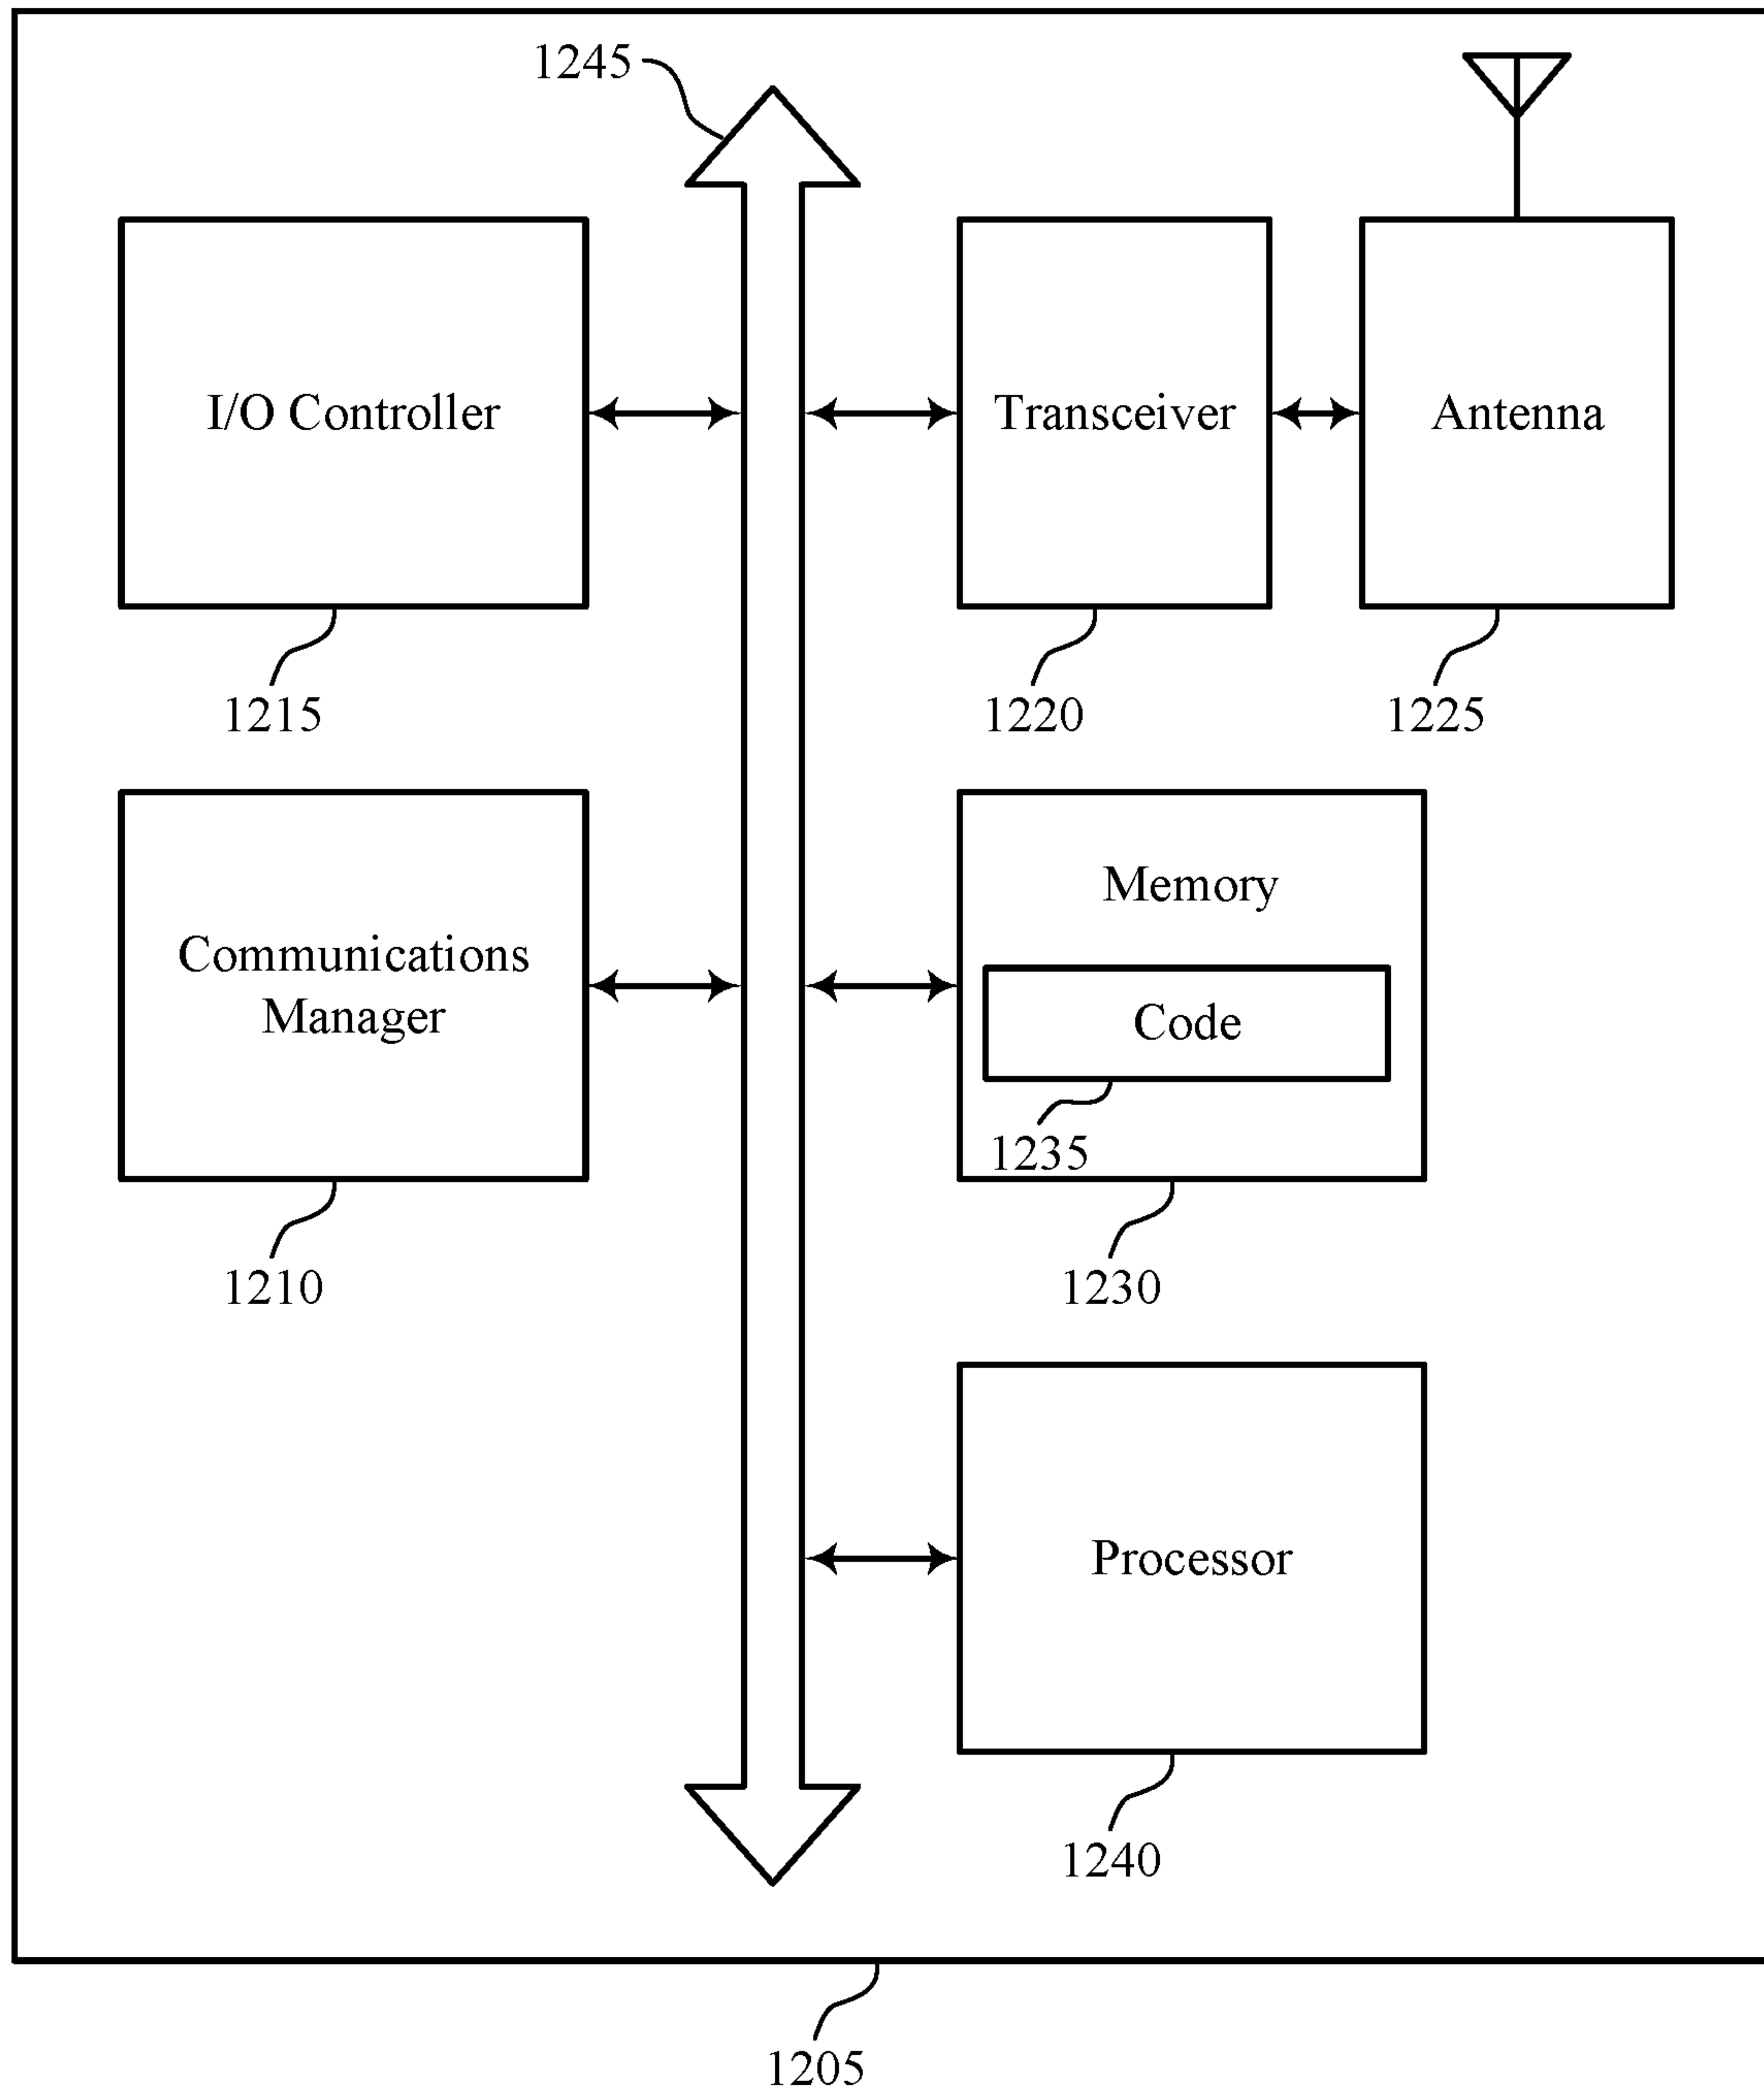 1245
I/O Controller
Transceiver
Antenna
1215
1220
1225
Communications
Manager
Memory
Code
1235
1210
1230
Processor
1240
1205